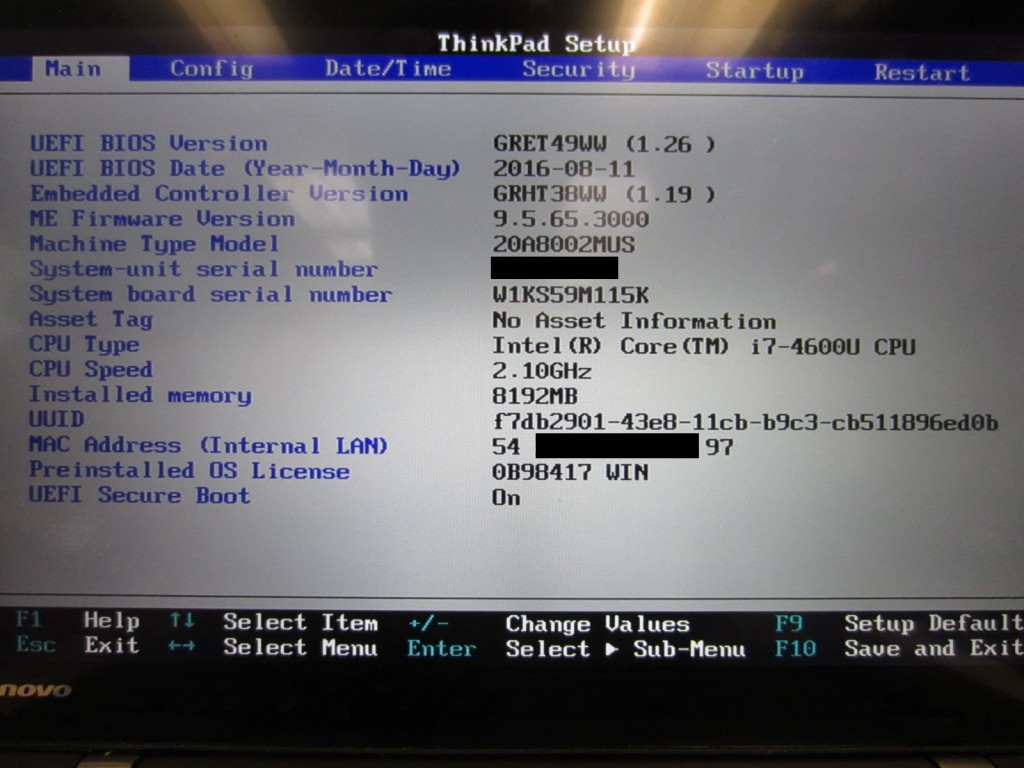 ThinkPad Setup
Main Config Date/Time Security Startup Restart
UEFI BIOS Version GRET49WW (1.26 )
UEFI BIOS Date (Year-Month-Day) 2016-08-11
Embedded Controller Version GRHT38WW (1.19 )
ME Firmware Version 9.5.65.3000
Machine Type Model 20A8002MUS
System-unit serial number
System board serial number W1KS59M115K
Asset Tag No Asset Information
CPU Type Intel(R) Core(TM) i7-4600U CPU
CPU Speed 2.10GHz
Installed memory 8192MB
UUID f7db2901-43e8-11cb-b9c3-cb511896ed0b
MAC Address (Internal LAN) 54 97
Preinstalled OS License 0B98417 WIN
UEFI Secure Boot On
F1 Help ↑↓ Select Item +/- Change Values F9 Setup Default
Esc Exit ←→ Select Menu Enter Select ▶ Sub-Menu F10 Save and Exit
novo